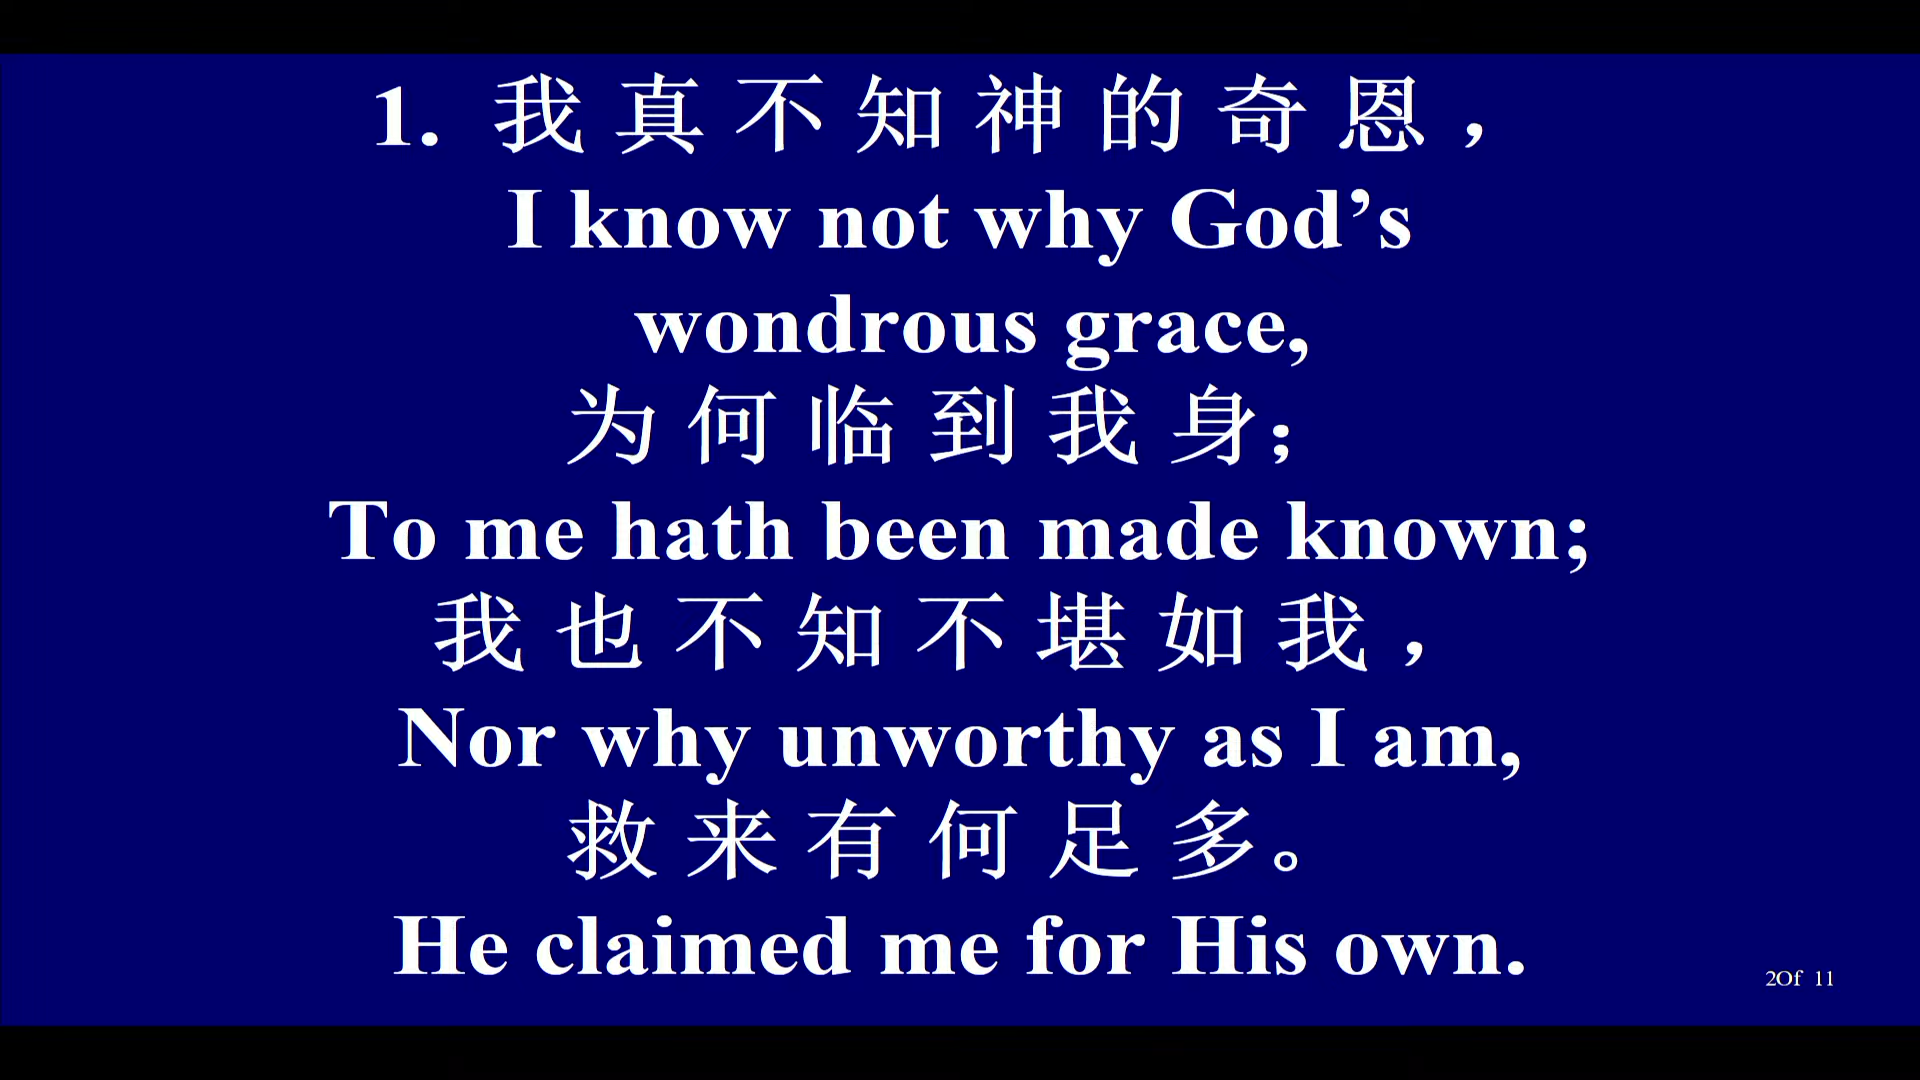 1. 我真不知神的奇恩，
I know not why God’s
wondrous grace,
为何临到我身；
To me hath been made known;
我也不知不堪如我，
Nor why unworthy as I am,
救来有何足多。
He claimed me for His own.
2Of 11